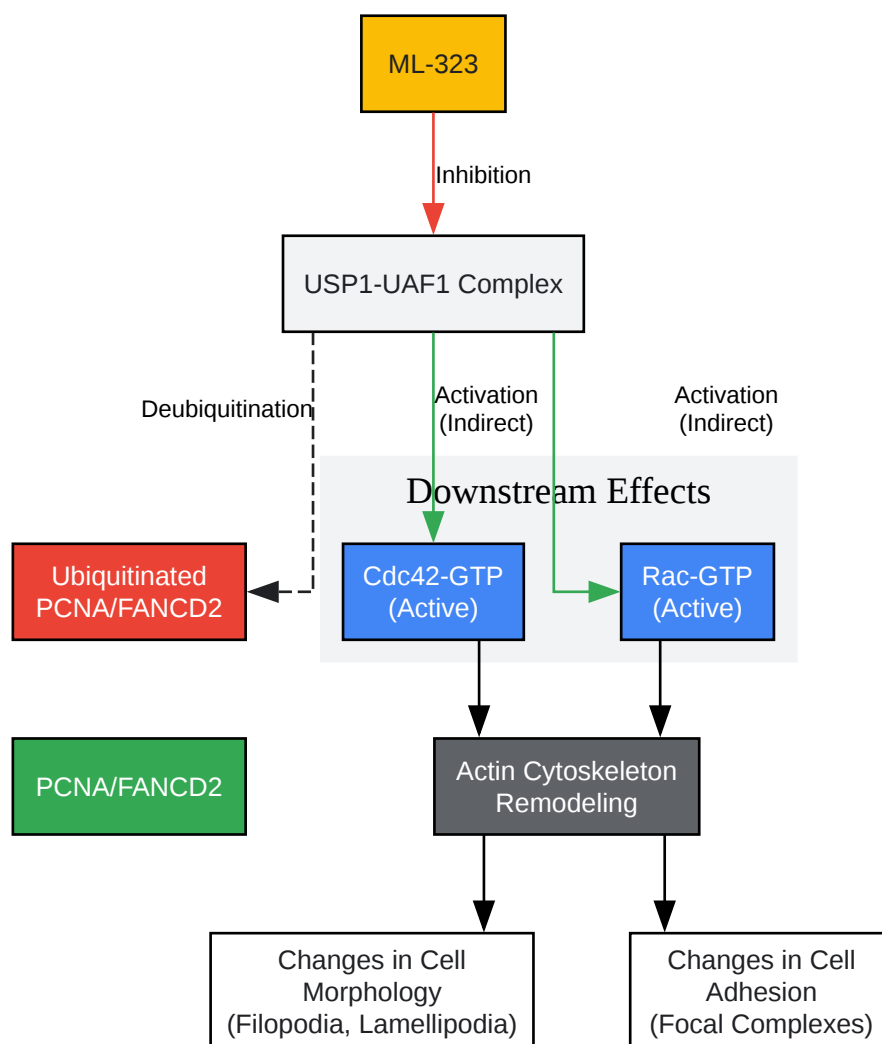 ML-323
Inhibition
USP1-UAF1 Complex
Deubiquitination
Activation
(Indirect)
Activation
(Indirect)
Downstream Effects
Ubiquitinated
PCNA/FANCD2
Cdc42-GTP
(Active)
Rac-GTP
(Active)
PCNA/FANCD2
Actin Cytoskeleton
Remodeling
Changes in Cell
Morphology
(Filopodia, Lamellipodia)
Changes in Cell
Adhesion
(Focal Complexes)